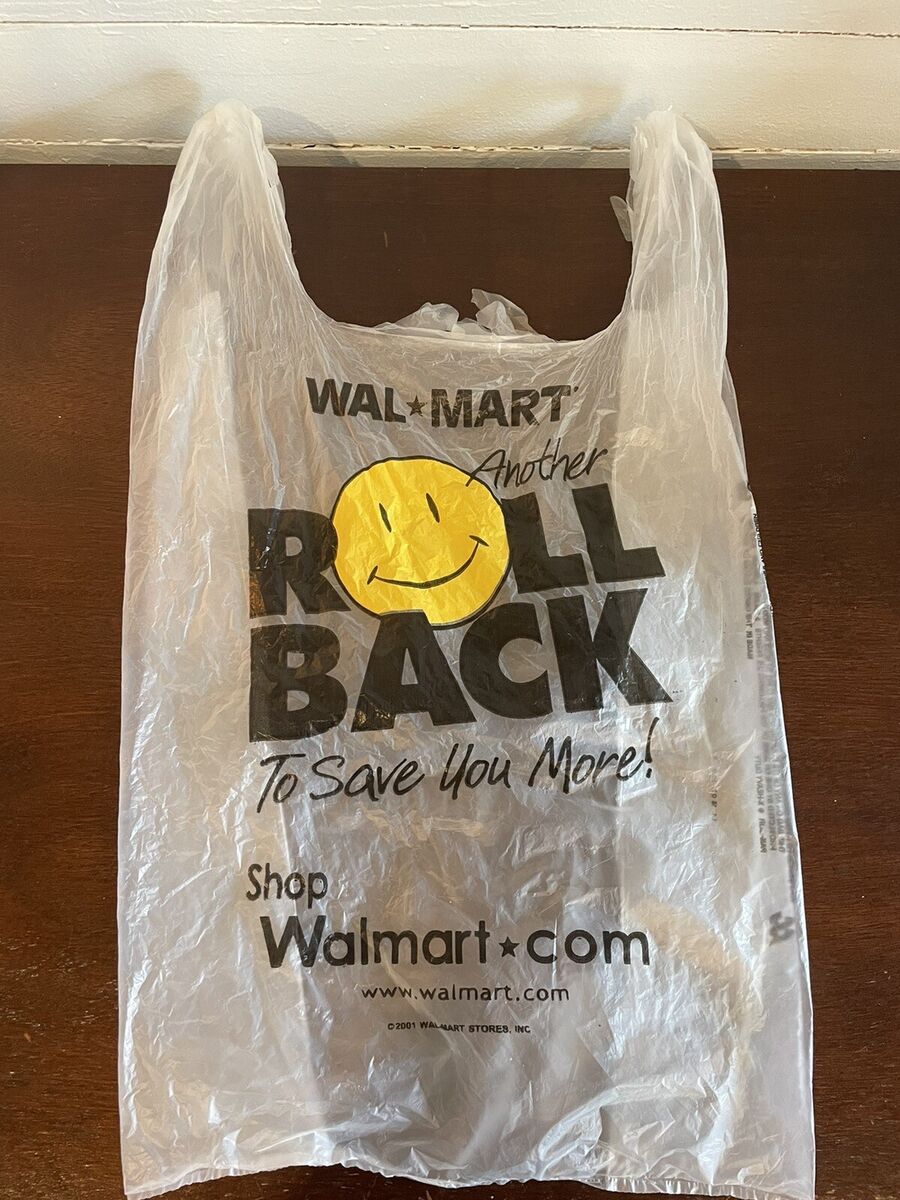 WAL★MART®
Another
ROLL
BACK
To Save You More!
Shop
Walmart★com
www.walmart.com
©2001 WAL-MART STORES, INC